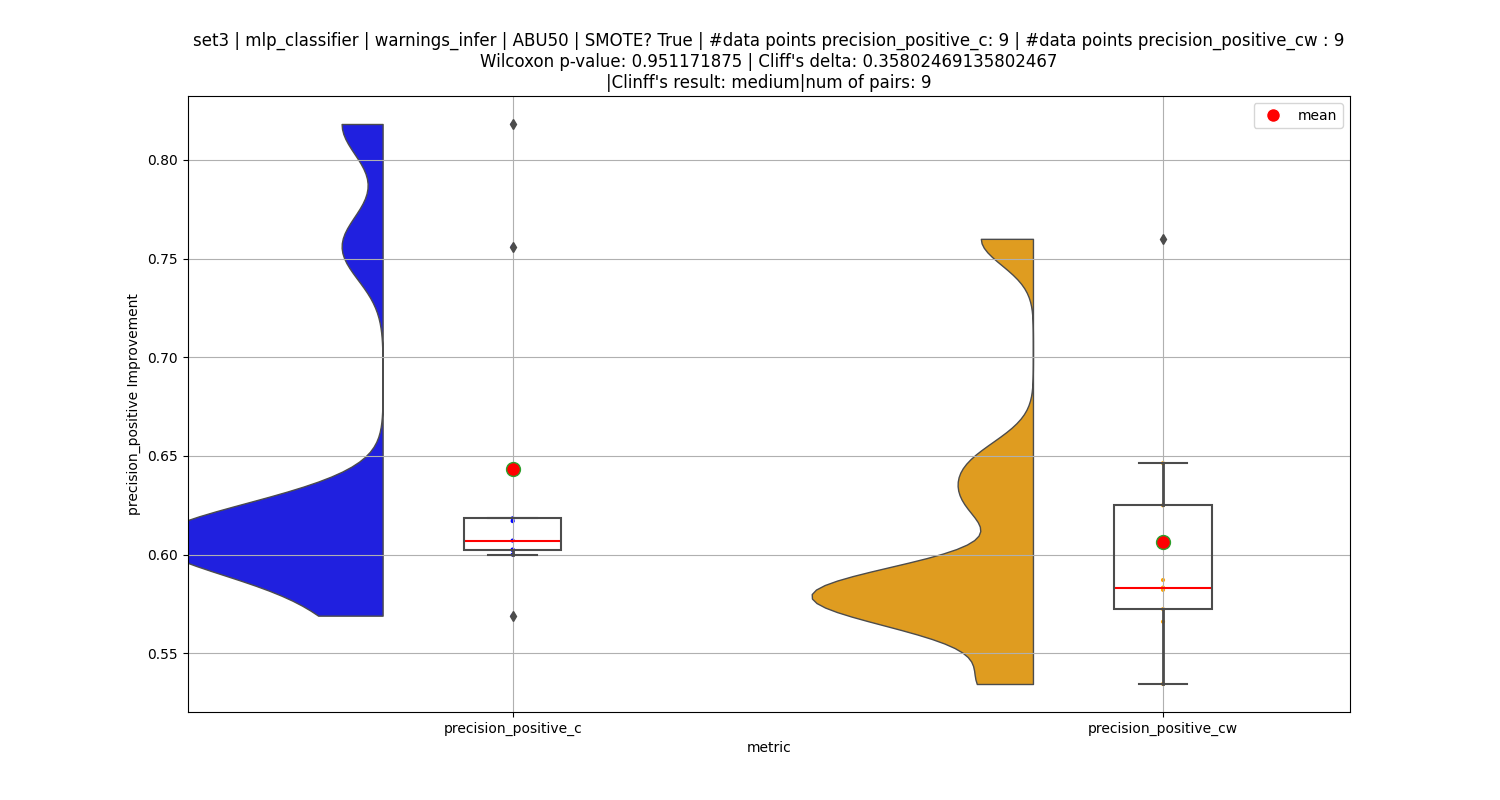 set3 | mlp_classifier | warnings_infer | ABU50 | SMOTE? True | #data points precision_positive_c: 9 | #data points precision_positive_cw : 9
Wilcoxon p-value: 0.951171875 | Cliff's delta: 0.35802469135802467
|Clinff's result: medium|num of pairs: 9
mean
precision_positive Improvement
0.80
0.75
0.70
0.65
0.60
0.55
precision_positive_c
precision_positive_cw
metric